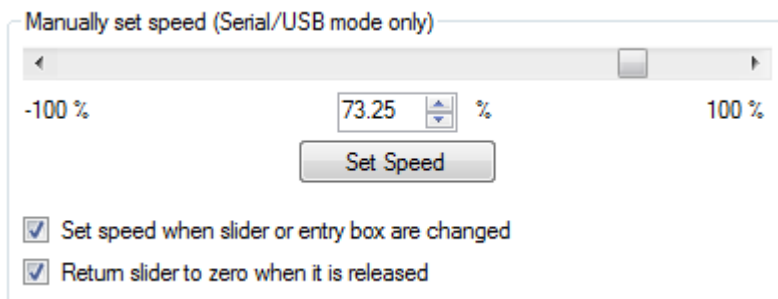 Manually set speed (Serial/USB mode only)
-100 % 73.25 % 100 %
Set Speed
Set speed when slider or entry box are changed
Return slider to zero when it is released